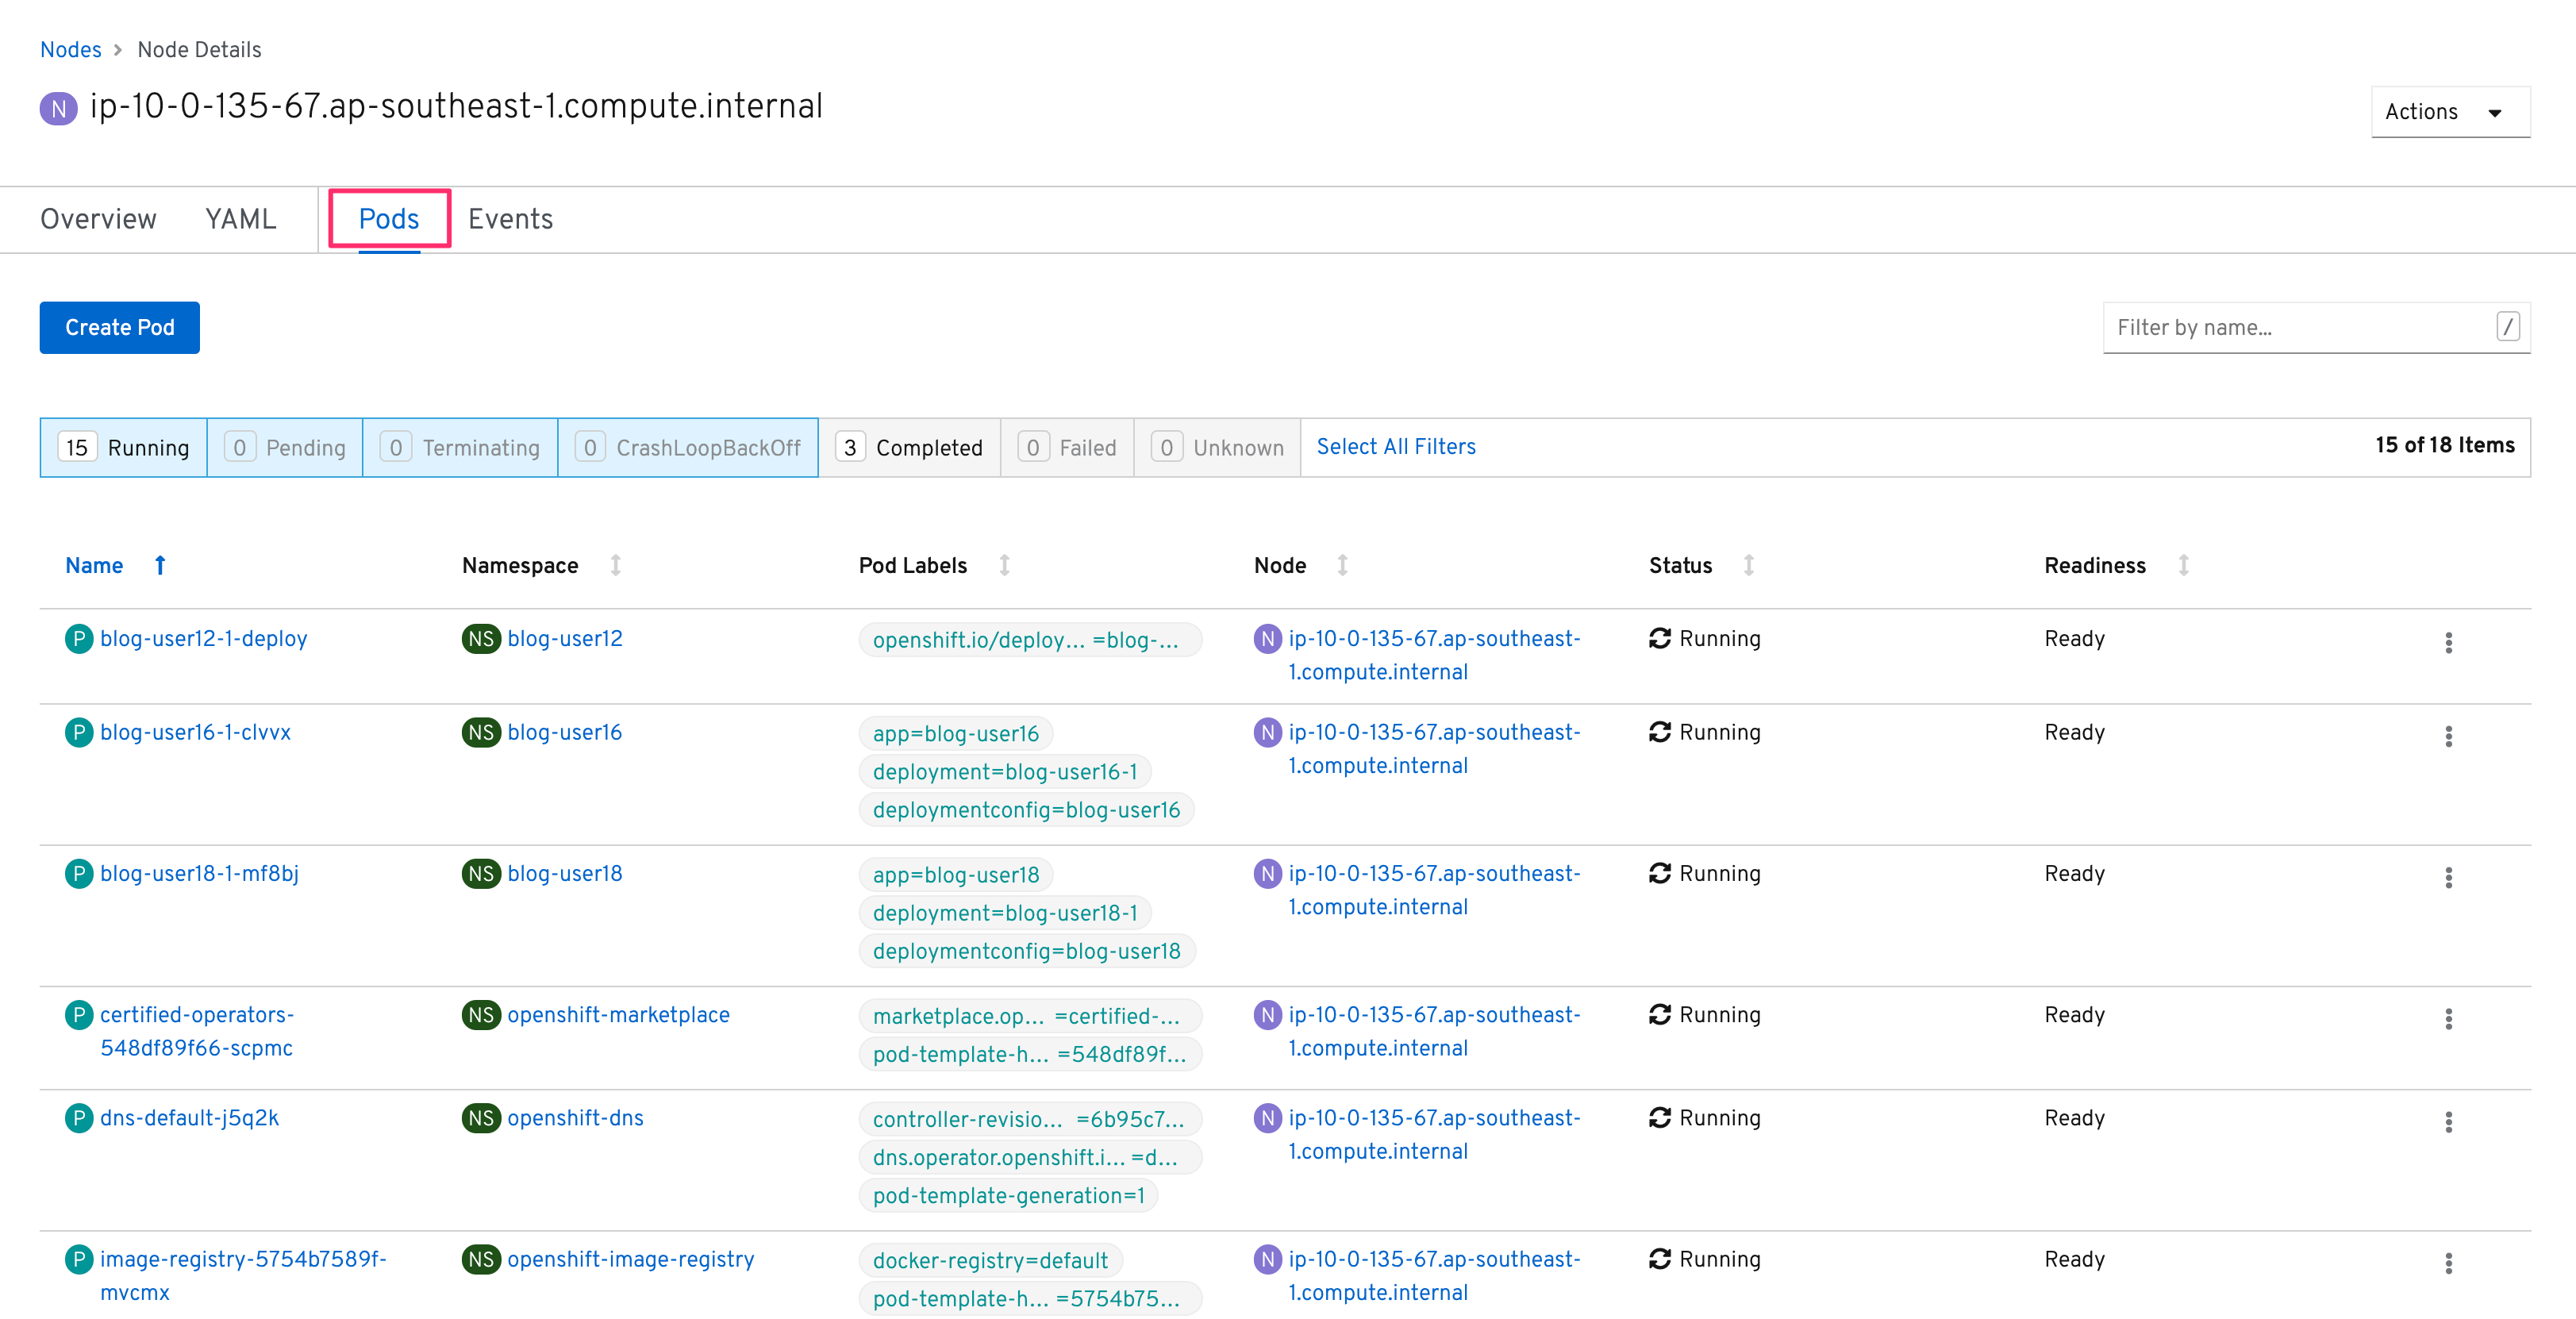 Nodes > Node Details
N ip-10-0-135-67.ap-southeast-1.compute.internal
Actions
Overview YAML Pods Events
Create Pod
Filter by name... /
15 Running 0 Pending 0 Terminating 0 CrashLoopBackOff 3 Completed 0 Failed 0 Unknown Select All Filters 15 of 18 Items
Name Namespace Pod Labels Node Status Readiness
P blog-user12-1-deploy NS blog-user12 openshift.io/deploy... =blog-... N ip-10-0-135-67.ap-southeast- Running Ready
1.compute.internal
P blog-user16-1-clvvx NS blog-user16 app=blog-user16 N ip-10-0-135-67.ap-southeast- Running Ready
deployment=blog-user16-1 1.compute.internal
deploymentconfig=blog-user16
P blog-user18-1-mf8bj NS blog-user18 app=blog-user18 N ip-10-0-135-67.ap-southeast- Running Ready
deployment=blog-user18-1 1.compute.internal
deploymentconfig=blog-user18
P certified-operators- NS openshift-marketplace marketplace.op... =certified-... N ip-10-0-135-67.ap-southeast- Running Ready
548df89f66-scpmc pod-template-h... =548df89f... 1.compute.internal
P dns-default-j5q2k NS openshift-dns controller-revisio... =6b95c7... N ip-10-0-135-67.ap-southeast- Running Ready
dns.operator.openshift.i... =d... 1.compute.internal
pod-template-generation=1
P image-registry-5754b7589f- NS openshift-image-registry docker-registry=default N ip-10-0-135-67.ap-southeast- Running Ready
mvcmx pod-template-h... =5754b75... 1.compute.internal